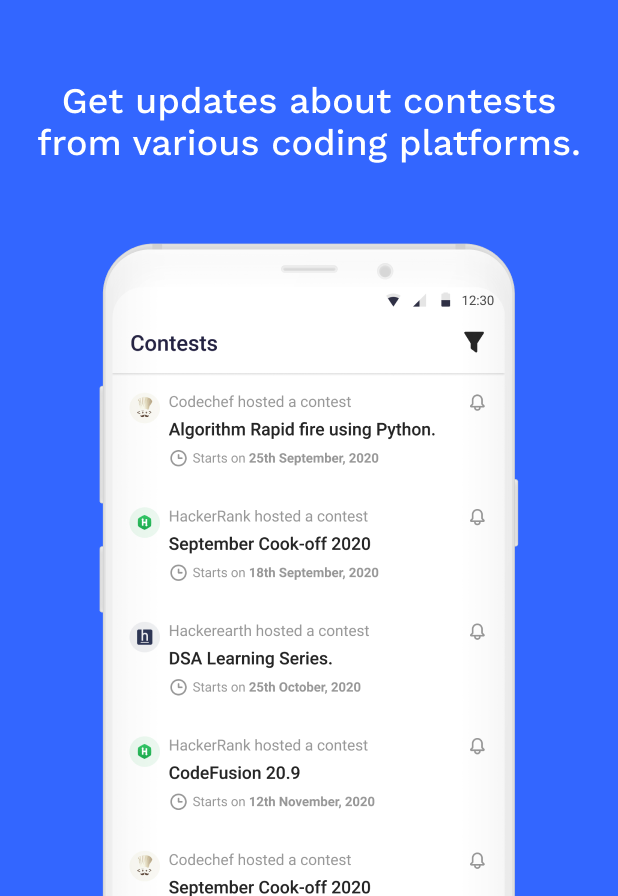 Get updates about contests
from various coding platforms.
12:30
Contests
Codechef hosted a contest
Algorithm Rapid fire using Python.
Starts on 25th September, 2020
H
HackerRank hosted a contest
September Cook-off 2020
Starts on 18th September, 2020
h
Hackerearth hosted a contest
DSA Learning Series.
Starts on 25th October, 2020
H
HackerRank hosted a contest
CodeFusion 20.9
Starts on 12th November, 2020
Codechef hosted a contest
September Cook-off 2020